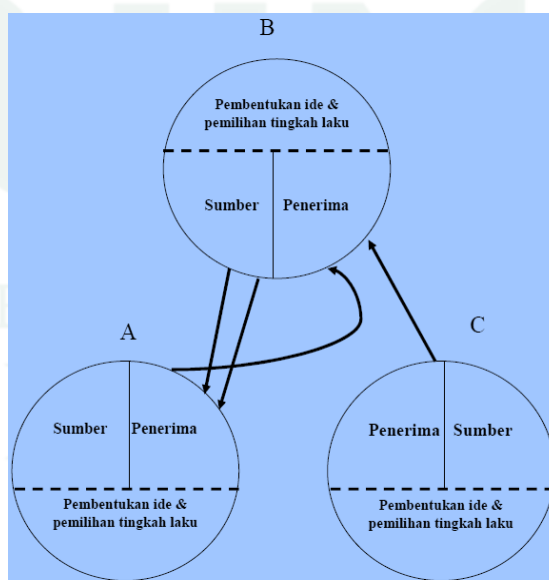 B
Pembentukan ide &
pemilihan tingkah laku
Sumber
Penerima
A
Sumber
Penerima
Pembentukan ide &
pemilihan tingkah laku
C
Penerima
Sumber
Pembentukan ide &
pemilihan tingkah laku